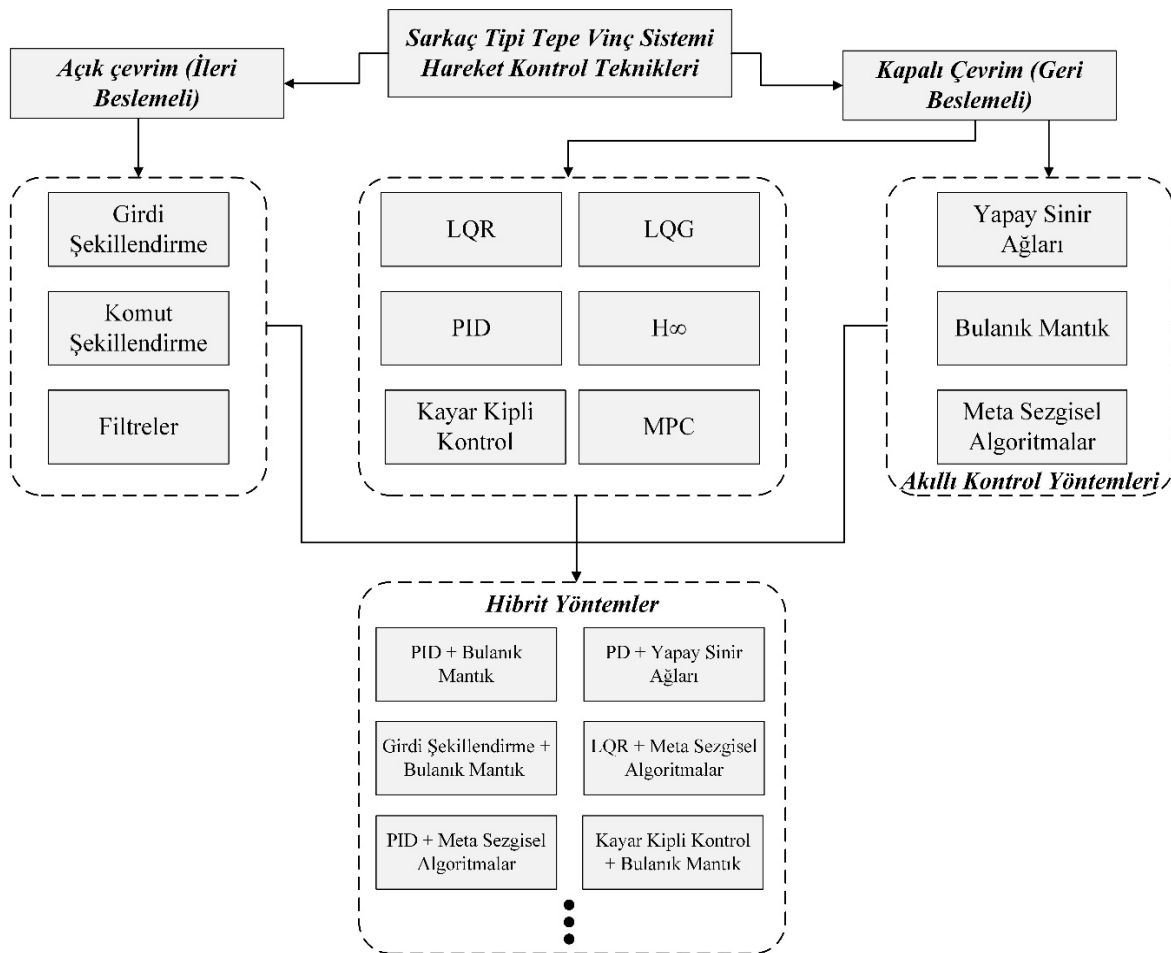 Sarkaç Tipi Tepe Vinç Sistemi
Hareket Kontrol Teknikleri
Açık çevrim (İleri
Beslemeli)
Kapalı Çevrim (Geri
Beslemeli)
Girdi
Şekillendirme
Komut
Şekillendirme
Filtreler
LQR
LQG
PID
H∞
Kayar Kipli
Kontrol
MPC
Yapay Sinir
Ağları
Bulanık Mantık
Meta Sezgisel
Algoritmalar
Akıllı Kontrol Yöntemleri
Hibrit Yöntemler
PID + Bulanık
Mantık
PD + Yapay Sinir
Ağları
Girdi Şekillendirme +
Bulanık Mantık
LQR + Meta Sezgisel
Algoritmalar
PID + Meta Sezgisel
Algoritmalar
Kayar Kipli Kontrol
+ Bulanık Mantık